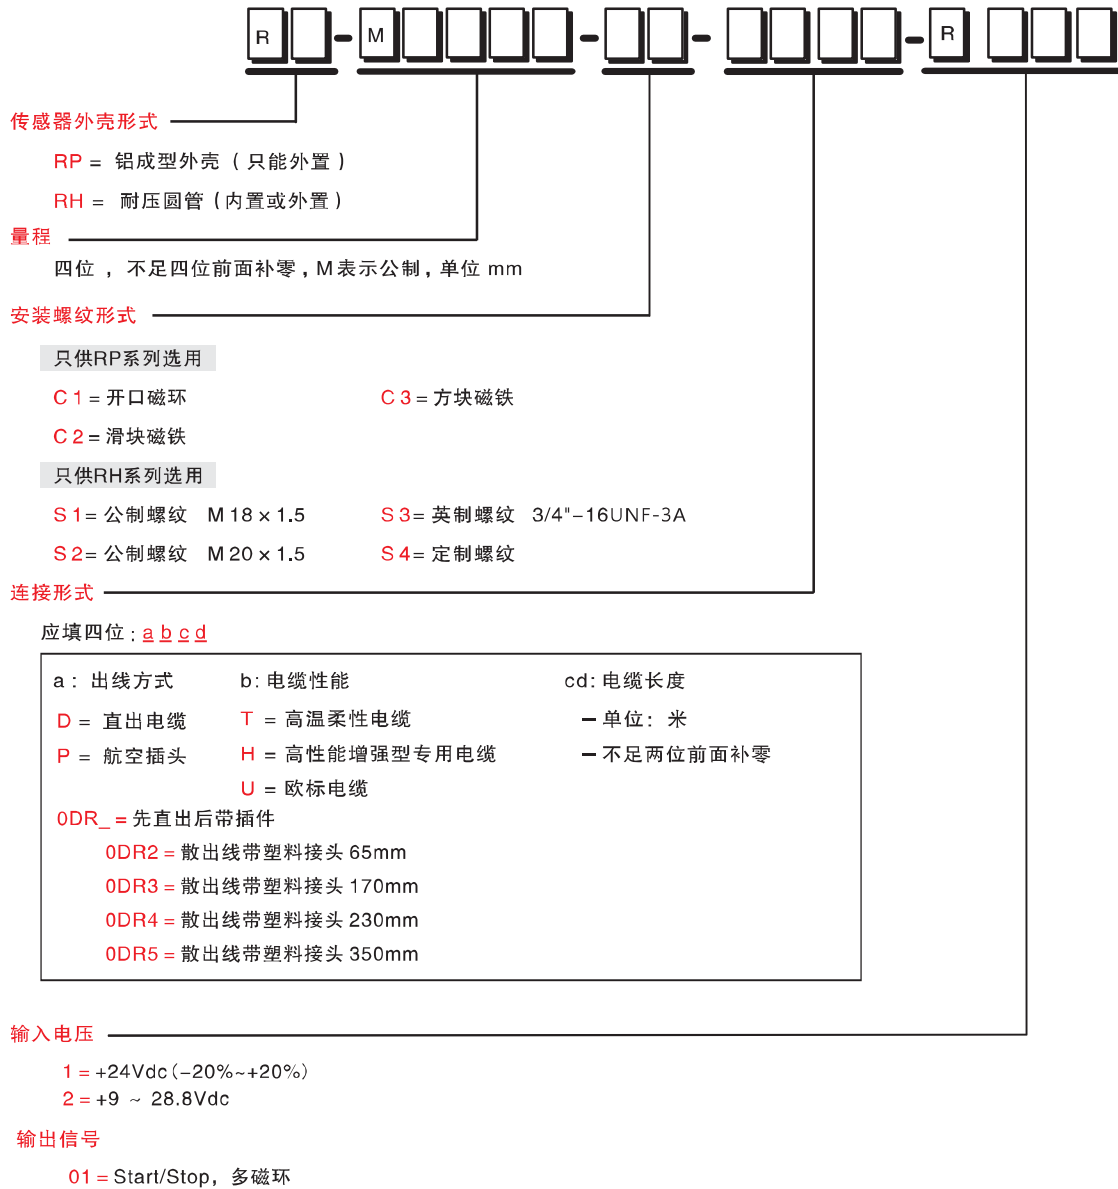 R - M - - - R
传感器外壳形式
RP = 铝成型外壳 （ 只能外置 ）
RH = 耐压圆管（内置或外置）
量程
四位 ，不足四位前面补零，M 表示公制，单位 mm
安装螺纹形式
只供RP系列选用
C 1 = 开口磁环 C 3 = 方块磁铁
C 2 = 滑块磁铁
只供RH系列选用
S 1 = 公制螺纹 M 18 × 1.5 S 3 = 英制螺纹 3/4"–16UNF-3A
S 2 = 公制螺纹 M 20 × 1.5 S 4 = 定制螺纹
连接形式
应填四位：a b c d
a： 出线方式 b: 电缆性能 cd: 电缆长度
D = 直出电缆 T = 高温柔性电缆 – 单位：米
P = 航空插头 H = 高性能增强型专用电缆 – 不足两位前面补零
U = 欧标电缆
0DR_ = 先直出后带插件
0DR2 = 散出线带塑料接头 65mm
0DR3 = 散出线带塑料接头 170mm
0DR4 = 散出线带塑料接头 230mm
0DR5 = 散出线带塑料接头 350mm
输入电压
1 = +24Vdc（–20%~+20%）
2 = +9 ~ 28.8Vdc
输出信号
01 = Start/Stop，多磁环